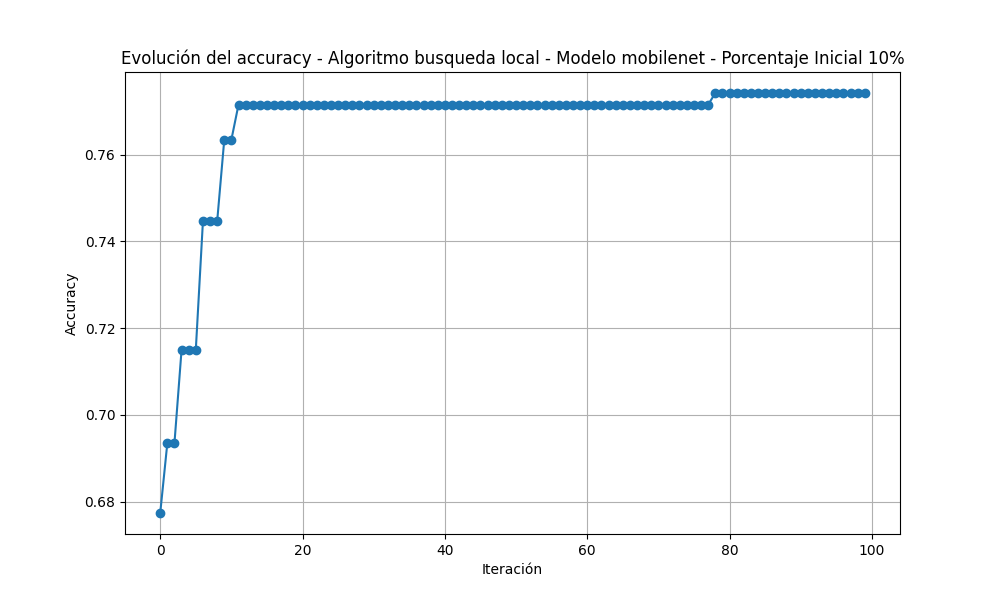 Evolución del accuracy - Algoritmo busqueda local - Modelo mobilenet - Porcentaje Inicial 10%
0.76
0.74
0.72
0.70
0.68
Accuracy
0 20 40 60 80 100
Iteración